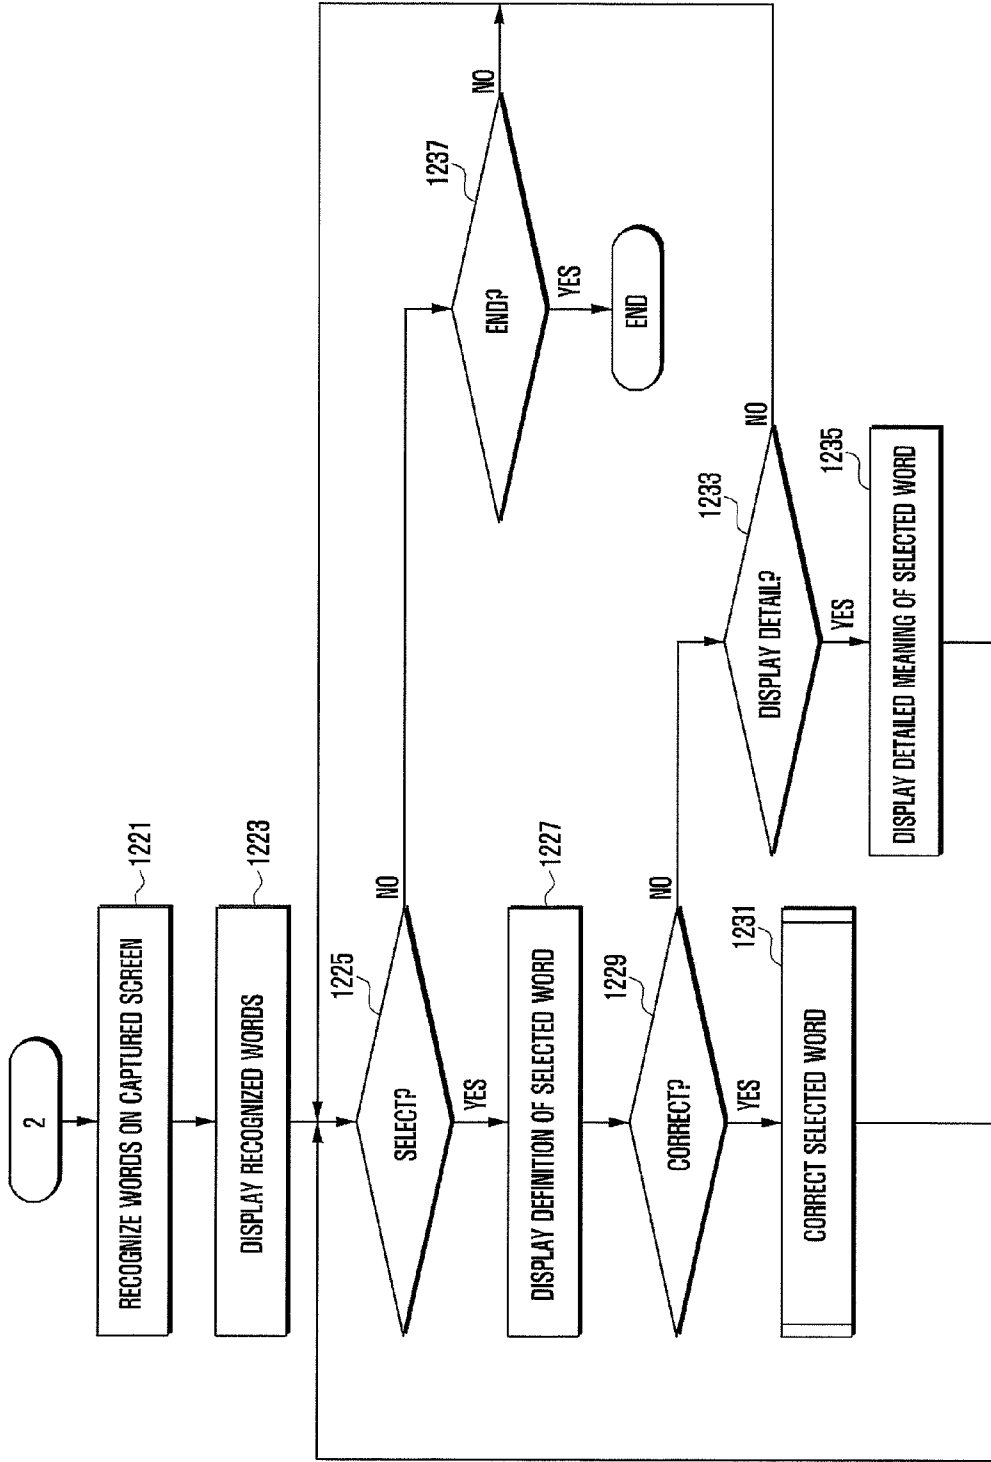 2
RECOGNIZE WORDS ON CAPTURED SCREEN
1221
DISPLAY RECOGNIZED WORDS
1223
SELECT?
1225
NO
YES
DISPLAY DEFINITION OF SELECTED WORD
1227
CORRECT?
1229
NO
YES
CORRECT SELECTED WORD
1231
DISPLAY DETAIL?
1233
NO
YES
DISPLAY DETAILED MEANING OF SELECTED WORD
1235
END?
1237
NO
YES
END